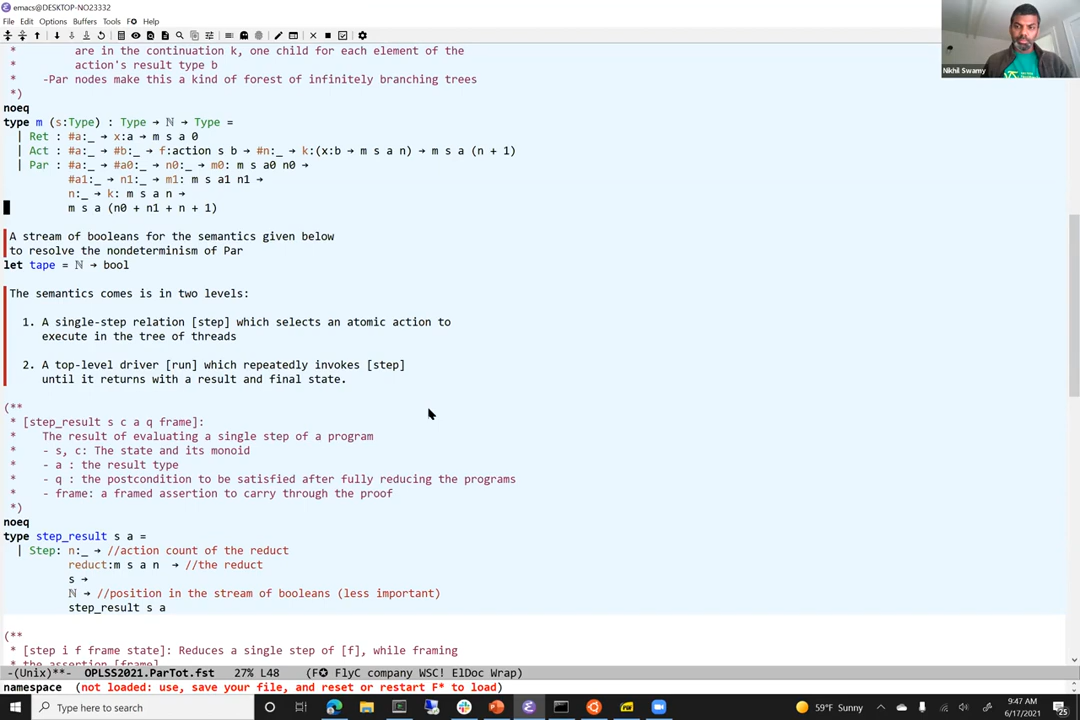 emacs@DESKTOP-NO23332
File Edit Options Buffers Tools F✪ Help
Nikhil Swamy
*        are in the continuation k, one child for each element of the
*        action's result type b
*     -Par nodes make this a kind of forest of infinitely branching trees
*)
noeq
type m (s:Type) : Type → ℕ → Type =
| Ret : #a:_ → x:a → m s a 0
| Act : #a:_ → #b:_ → f:action s b → #n:_ → k:(x:b → m s a n) → m s a (n + 1)
| Par : #a:_ → #a0:_ → n0:_ → m0: m s a0 n0 →
#a1:_ → n1:_ → m1: m s a1 n1 →
n:_ → k: m s a n →
m s a (n0 + n1 + n + 1)
A stream of booleans for the semantics given below
to resolve the nondeterminism of Par
let tape = ℕ → bool
The semantics comes is in two levels:
1. A single-step relation [step] which selects an atomic action to
execute in the tree of threads
2. A top-level driver [run] which repeatedly invokes [step]
until it returns with a result and final state.
(**
* [step_result s c a q frame]:
*    The result of evaluating a single step of a program
*    - s, c: The state and its monoid
*    - a : the result type
*    - q : the postcondition to be satisfied after fully reducing the programs
*    - frame: a framed assertion to carry through the proof
*)
noeq
type step_result s a =
| Step: n:_ → //action count of the reduct
reduct:m s a n  → //the reduct
s →
ℕ → //position in the stream of booleans (less important)
step_result s a
(**
* [step i f frame state]: Reduces a single step of [f], while framing
* the assertion [frame]
-(Unix)**-  OPLSS2021.ParTot.fst   27% L48    (F✪ FlyC company WSC! ElDoc Wrap)
namespace  (not loaded: use, save your file, and reset or restart F* to load)
Type here to search
59°F Sunny
9:47 AM
6/17/2021
25